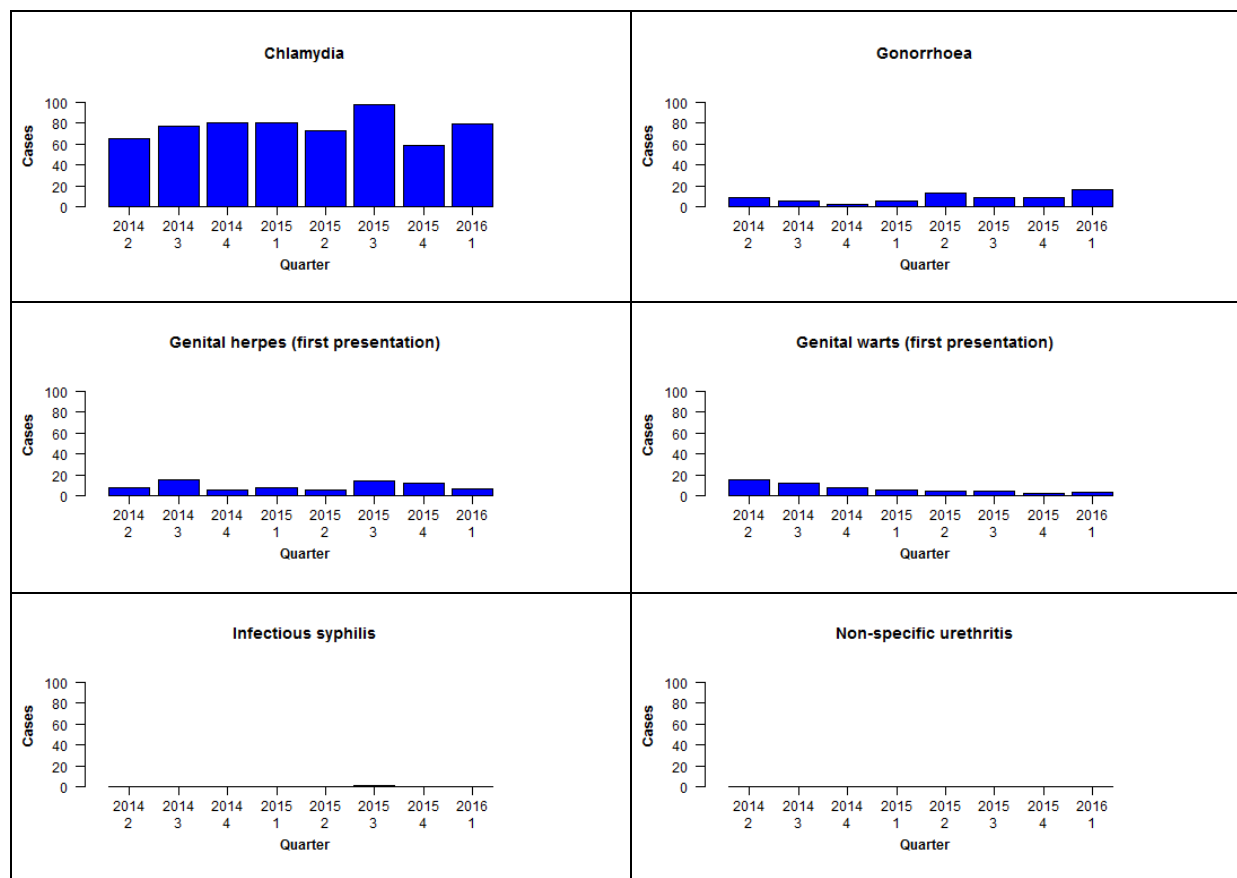 Chlamydia
Cases
100
80
60
40
20
0
2014 2014 2014 2015 2015 2015 2015 2016
2 3 4 1 2 3 4 1
Quarter
Gonorrhoea
Cases
100
80
60
40
20
0
2014 2014 2014 2015 2015 2015 2015 2016
2 3 4 1 2 3 4 1
Quarter
Genital herpes (first presentation)
Cases
100
80
60
40
20
0
2014 2014 2014 2015 2015 2015 2015 2016
2 3 4 1 2 3 4 1
Quarter
Genital warts (first presentation)
Cases
100
80
60
40
20
0
2014 2014 2014 2015 2015 2015 2015 2016
2 3 4 1 2 3 4 1
Quarter
Infectious syphilis
Cases
100
80
60
40
20
0
2014 2014 2014 2015 2015 2015 2015 2016
2 3 4 1 2 3 4 1
Quarter
Non-specific urethritis
Cases
100
80
60
40
20
0
2014 2014 2014 2015 2015 2015 2015 2016
2 3 4 1 2 3 4 1
Quarter